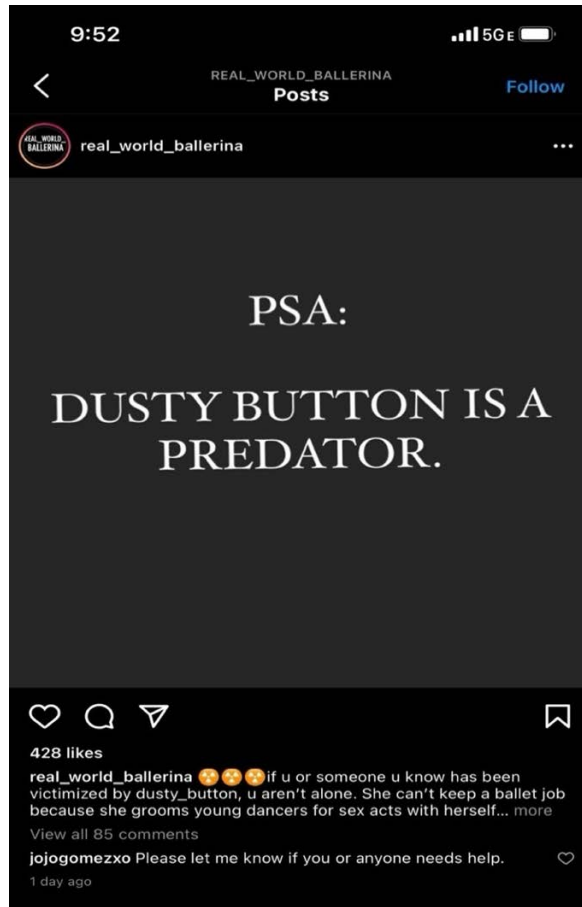 9:52
5GE
REAL_WORLD_BALLERINA
Posts
Follow
REAL_WORLD_
BALLERINA
real_world_ballerina
PSA:
DUSTY BUTTON IS A
PREDATOR.
428 likes
real_world_ballerina ☢️☢️☢️if u or someone u know has been
victimized by dusty_button, u aren't alone. She can't keep a ballet job
because she grooms young dancers for sex acts with herself... more
View all 85 comments
jojogomezxo Please let me know if you or anyone needs help.
1 day ago